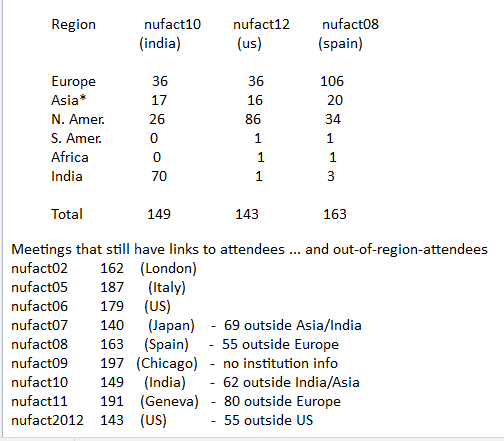 Region nufact10 nufact12 nufact08
(india) (us) (spain)
Europe 36 36 106
Asia* 17 16 20
N. Amer. 26 86 34
S. Amer. 0 1 1
Africa 0 1 1
India 70 1 3
Total 149 143 163
Meetings that still have links to attendees ... and out-of-region-attendees
nufact02 162 (London)
nufact05 187 (Italy)
nufact06 179 (US)
nufact07 140 (Japan) - 69 outside Asia/India
nufact08 163 (Spain) - 55 outside Europe
nufact09 197 (Chicago) - no institution info
nufact10 149 (India) - 62 outside India/Asia
nufact11 191 (Geneva) - 80 outside Europe
nufact2012 143 (US) - 55 outside US